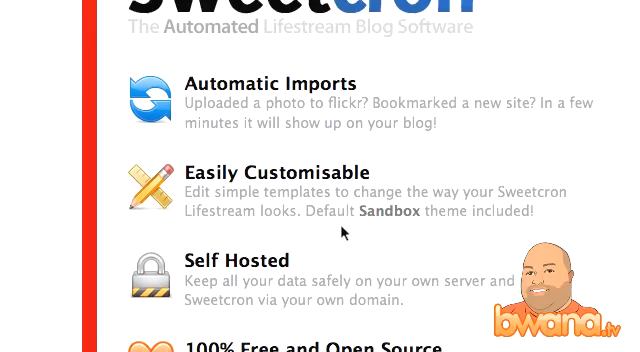 Sweetcron
The Automated Lifestream Blog Software
Automatic Imports
Uploaded a photo to flickr? Bookmarked a new site? In a few
minutes it will show up on your blog!
Easily Customisable
Edit simple templates to change the way your Sweetcron
Lifestream looks. Default Sandbox theme included!
Self Hosted
Keep all your data safely on your own server and
Sweetcron via your own domain.
bwana.tv
100% Free and Open Source